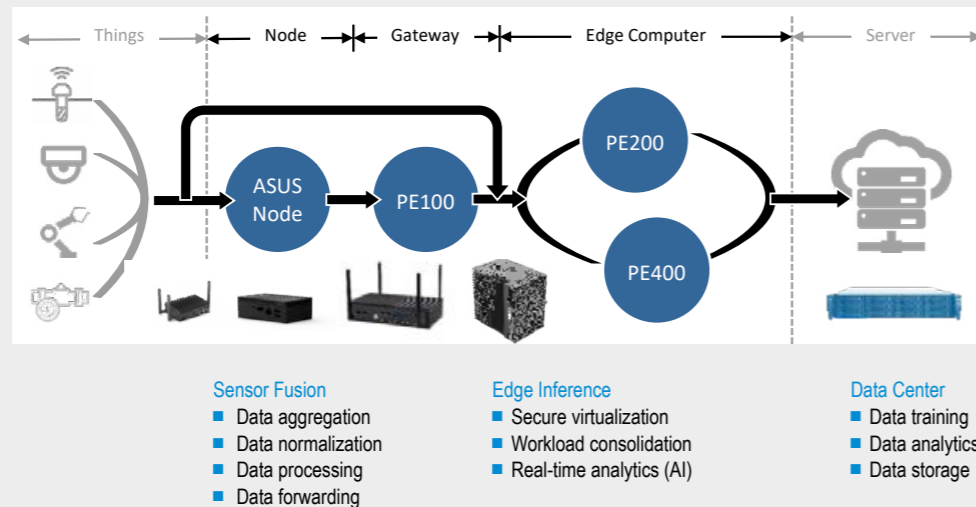 Things
Node
Gateway
Edge Computer
Server
PE200
ASUS
Node
PE100
PE400
Sensor Fusion
■ Data aggregation
■ Data normalization
■ Data processing
■ Data forwarding
Edge Inference
■ Secure virtualization
■ Workload consolidation
■ Real-time analytics (AI)
Data Center
■ Data training
■ Data analytics
■ Data storage